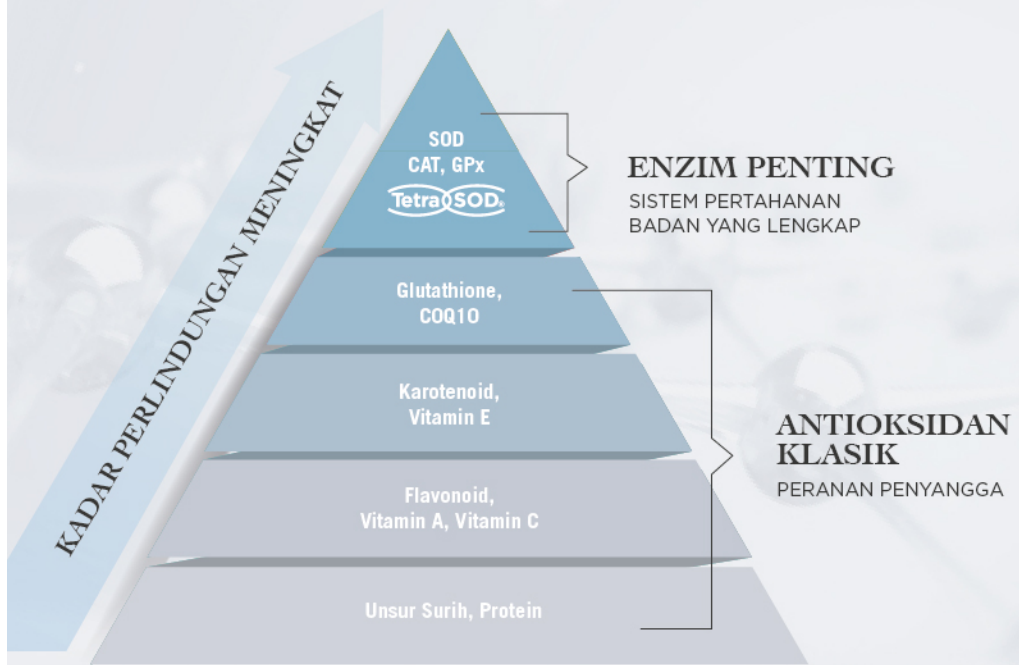 KADAR PERLINDUNGAN MENINGKAT
SOD
CAT, GPx
TetraSOD®
ENZIM PENTING
SISTEM PERTAHANAN
BADAN YANG LENGKAP
Glutathione,
COQ10
Karotenoid,
Vitamin E
ANTIOKSIDAN
KLASIK
PERANAN PENYANGGA
Flavonoid,
Vitamin A, Vitamin C
Unsur Surih, Protein